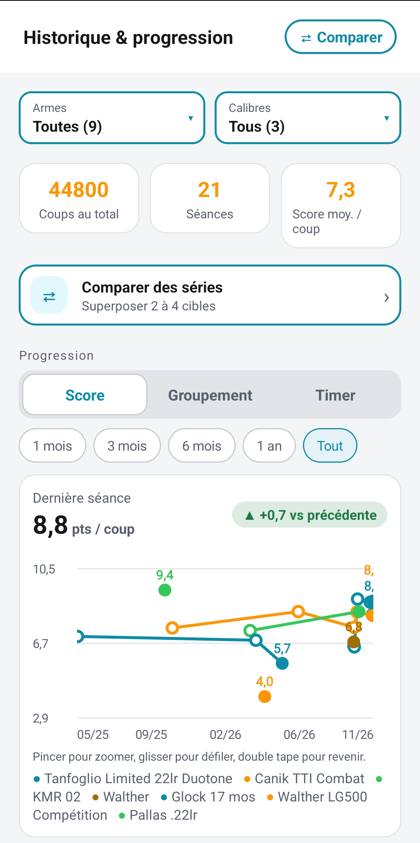 Historique & progression
⇄ Comparer
Armes
Toutes (9)
Calibres
Tous (3)
44800
Coups au total
21
Séances
7,3
Score moy. /
coup
Comparer des séries
Superposer 2 à 4 cibles
Progression
Score
Groupement
Timer
1 mois
3 mois
6 mois
1 an
Tout
Dernière séance
8,8 pts / coup
▲ +0,7 vs précédente
10,5
6,7
2,9
9,4
8,
8,
6,8
5,7
4,0
05/25
09/25
02/26
06/26
11/26
Pincer pour zoomer, glisser pour défiler, double tape pour revenir.
● Tanfoglio Limited 22lr Duotone ● Canik TTI Combat ●
KMR 02 ● Walther ● Glock 17 mos ● Walther LG500
Compétition ● Pallas .22lr